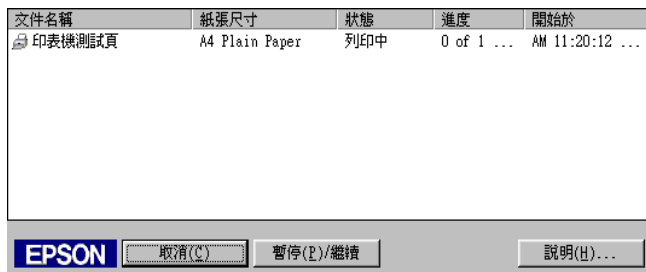 文件名稱 紙張尺寸 狀態 進度 開始於
印表機測試頁 A4 Plain Paper 列印中 0 of 1 ... AM 11:20:12 ...
EPSON 取消(C) 暫停(P)/繼續 說明(H)...